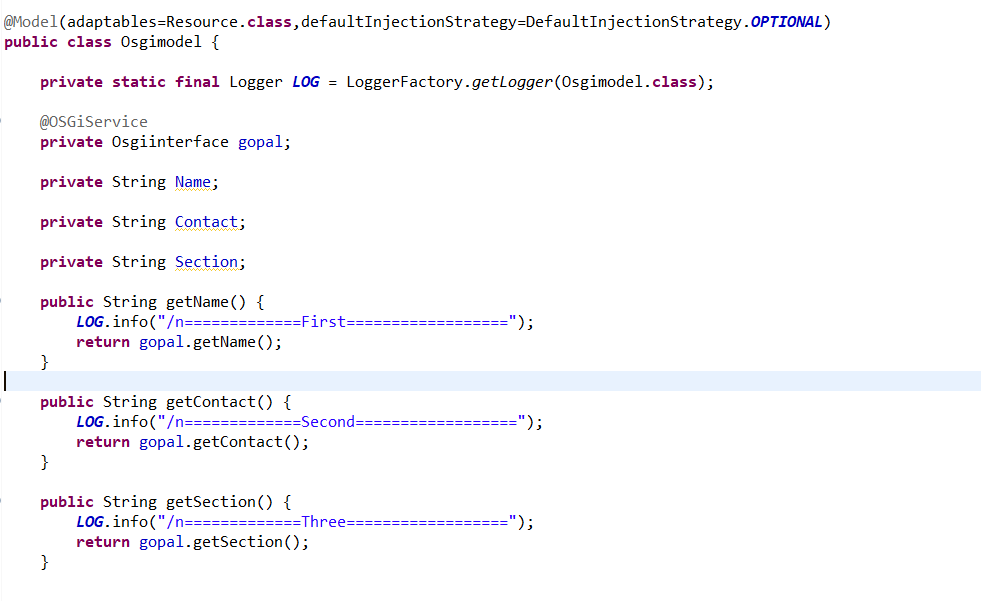 @Model(adaptables=Resource.class,defaultInjectionStrategy=DefaultInjectionStrategy.OPTIONAL)
public class Osgimodel {
private static final Logger LOG = LoggerFactory.getLogger(Osgimodel.class);
@OSGiService
private Osgiinterface gopal;
private String Name;
private String Contact;
private String Section;
public String getName() {
LOG.info("/n=============First==================");
return gopal.getName();
}
public String getContact() {
LOG.info("/n=============Second==================");
return gopal.getContact();
}
public String getSection() {
LOG.info("/n=============Three==================");
return gopal.getSection();
}